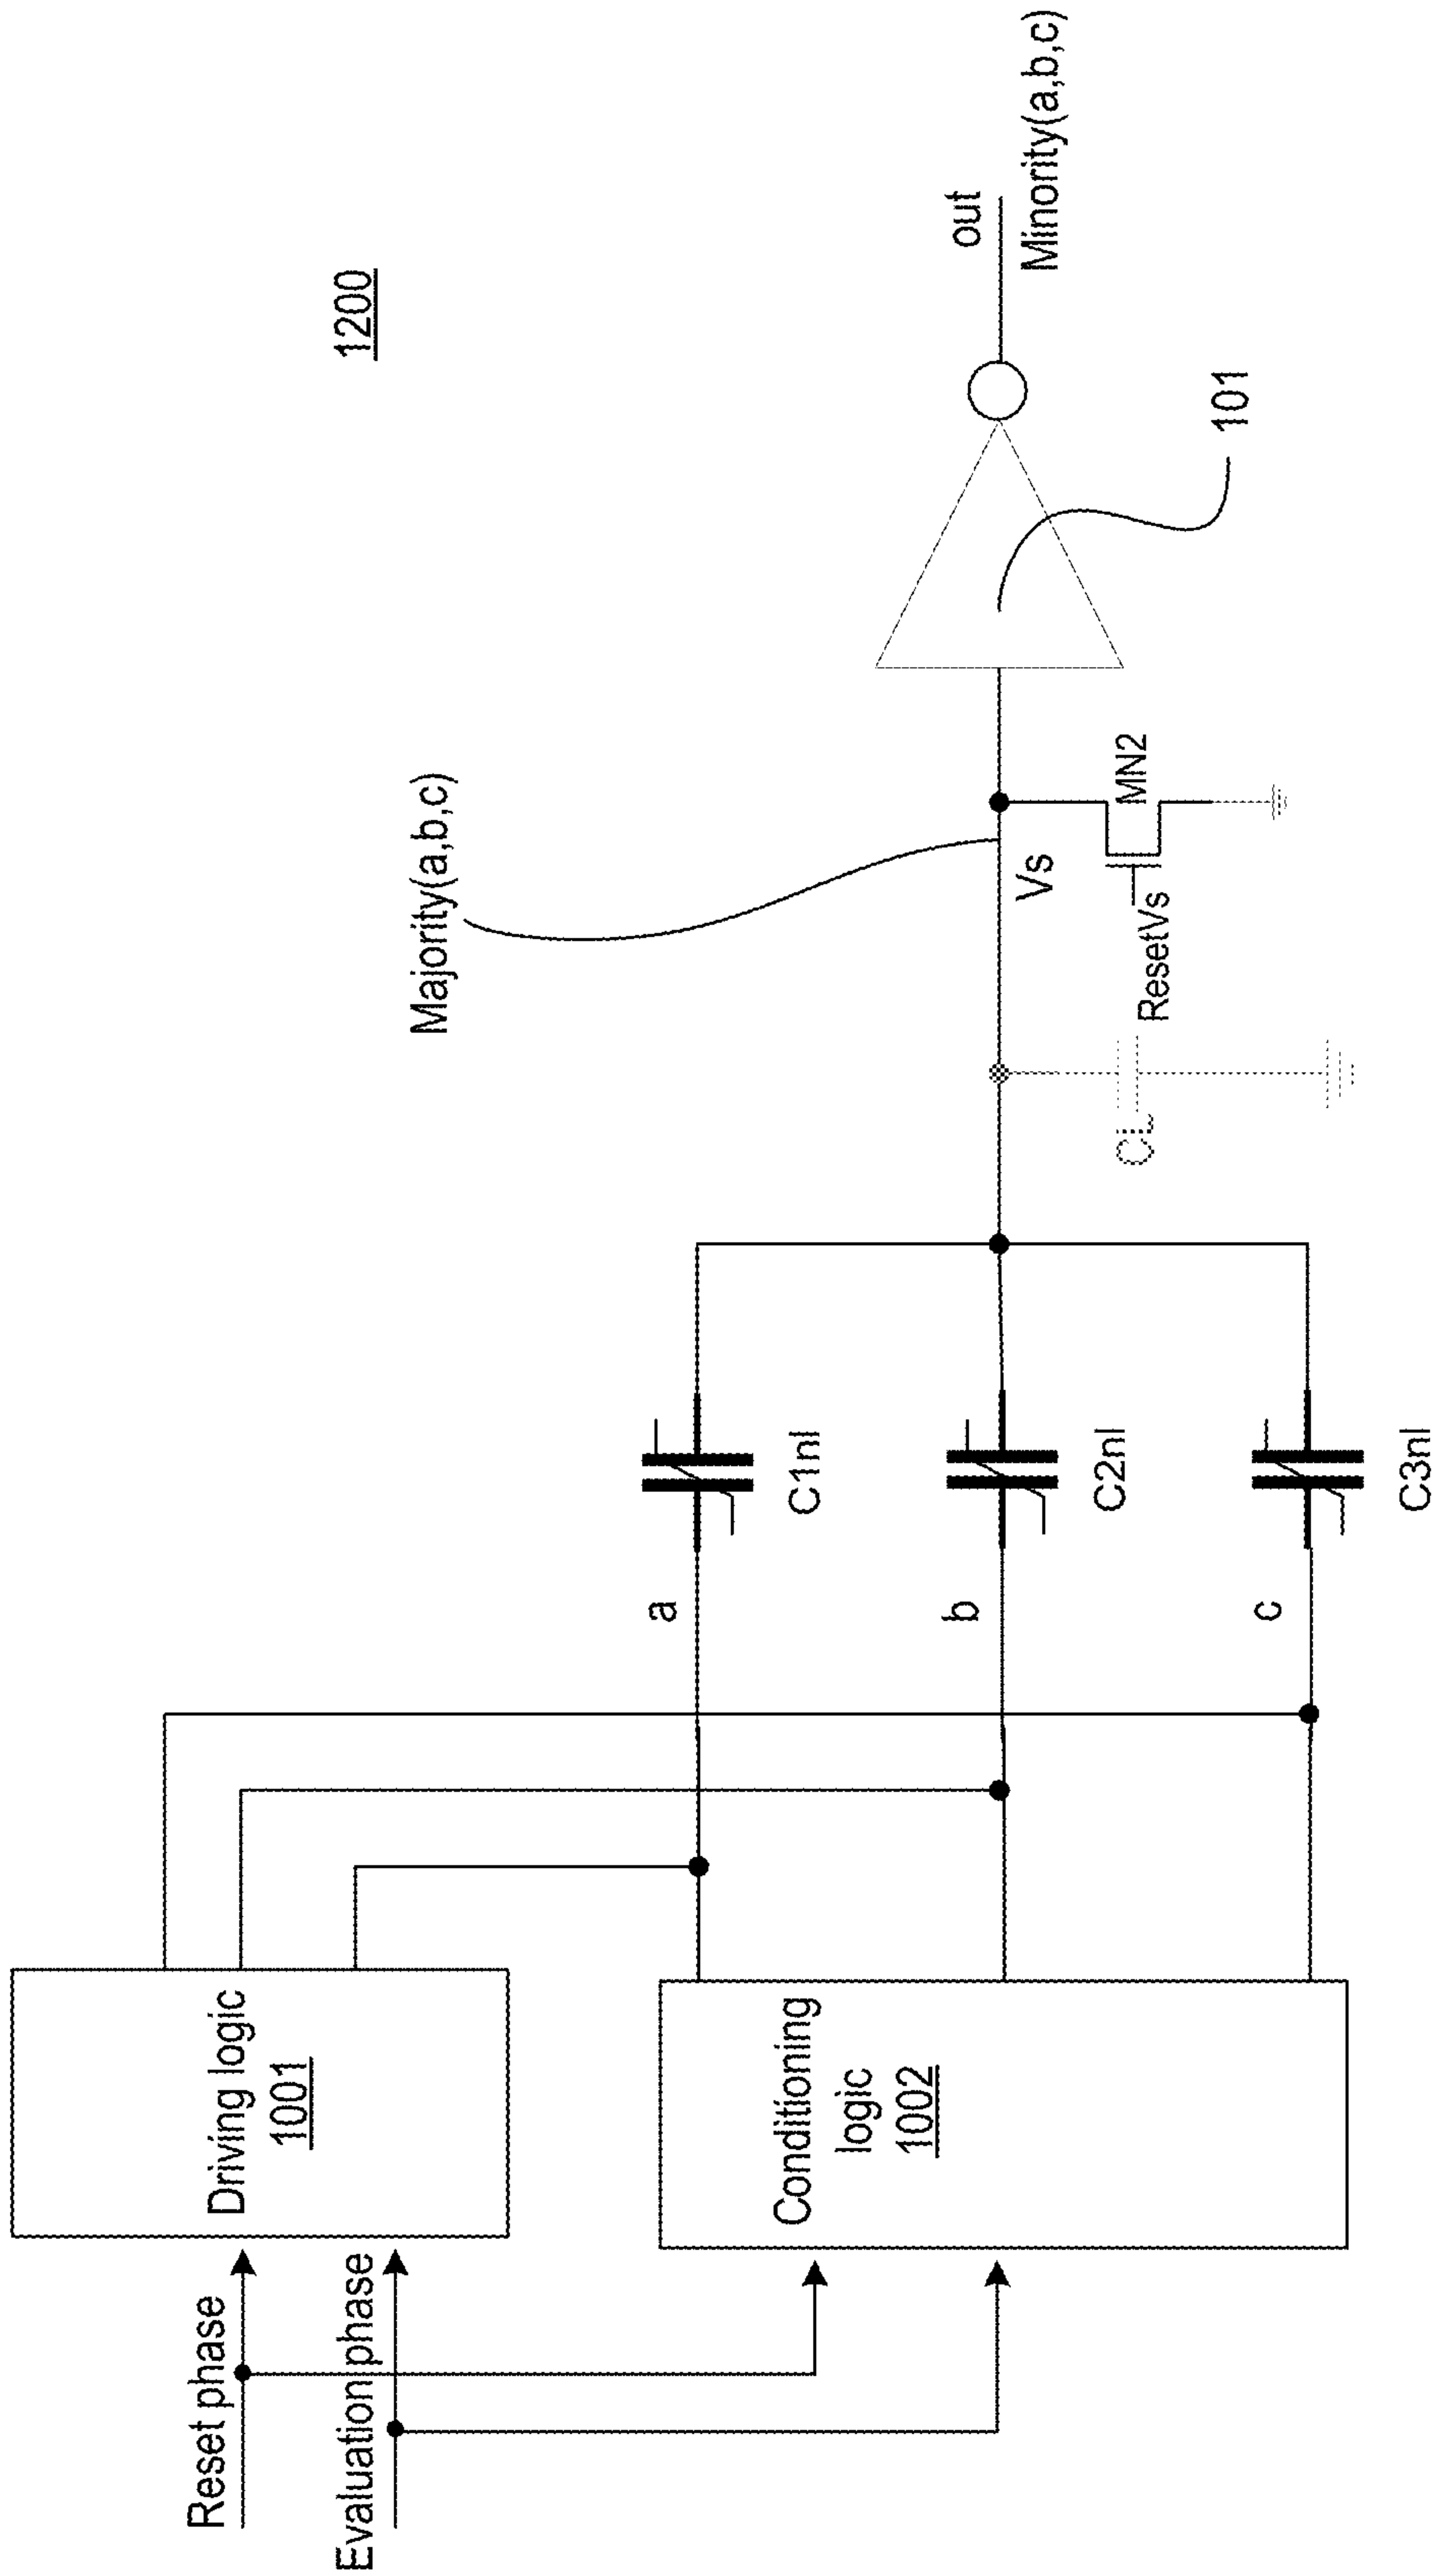 1200
Reset phase
Evaluation phase
Driving logic
1001
Conditioning
logic
1002
a
b
c
C1nl
C2nl
C3nl
Majority(a,b,c)
CL
Vs
ResetVs
MN2
101
out
Minority(a,b,c)